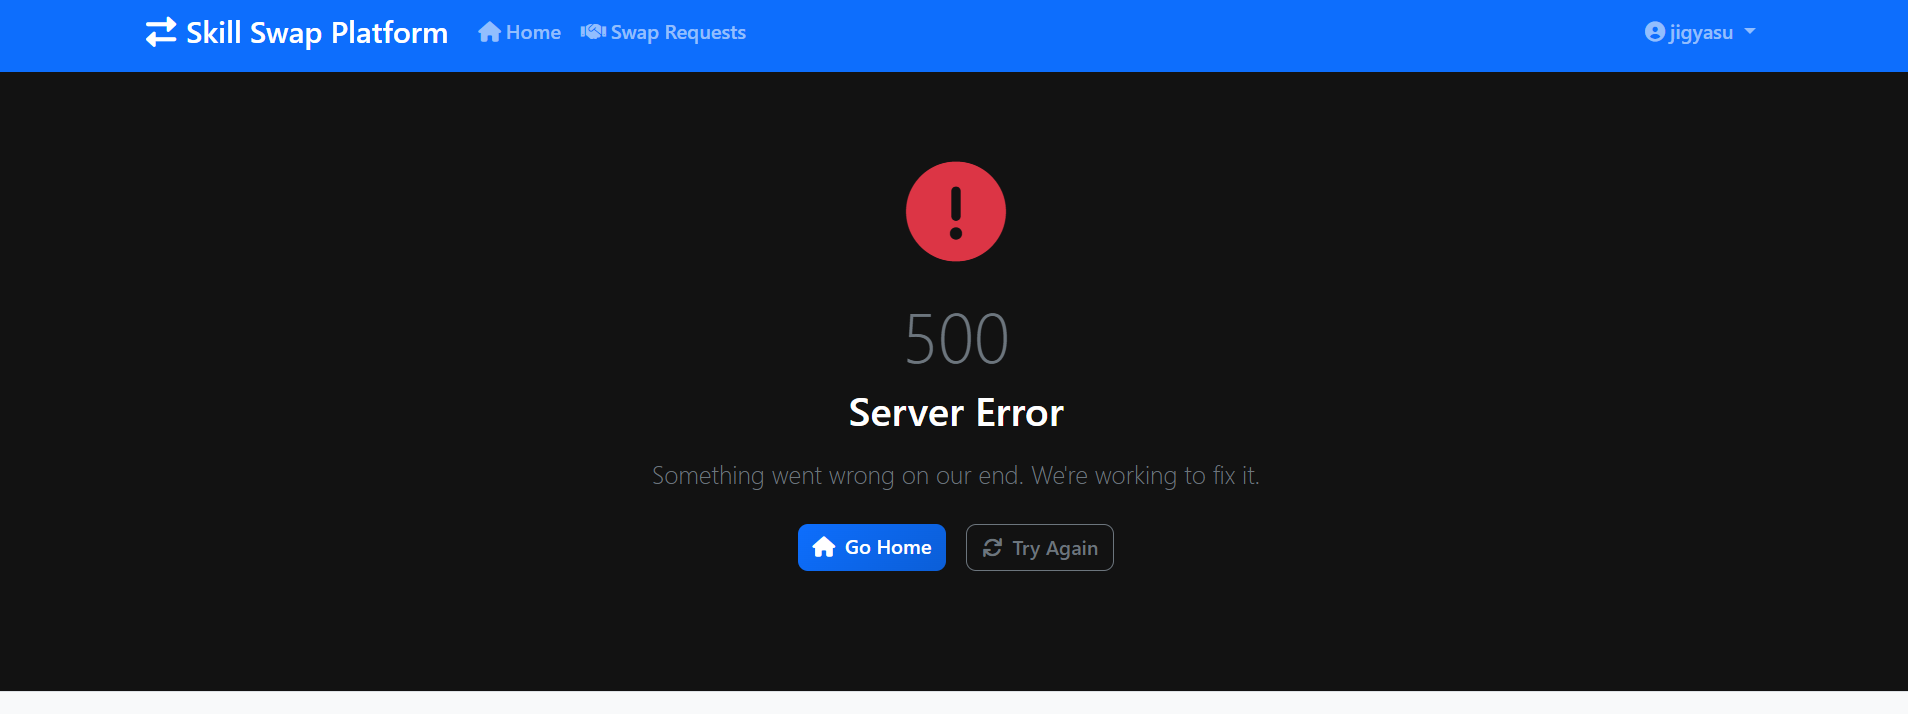 Skill Swap Platform Home Swap Requests jigyasu
500
Server Error
Something went wrong on our end. We're working to fix it.
Go Home Try Again